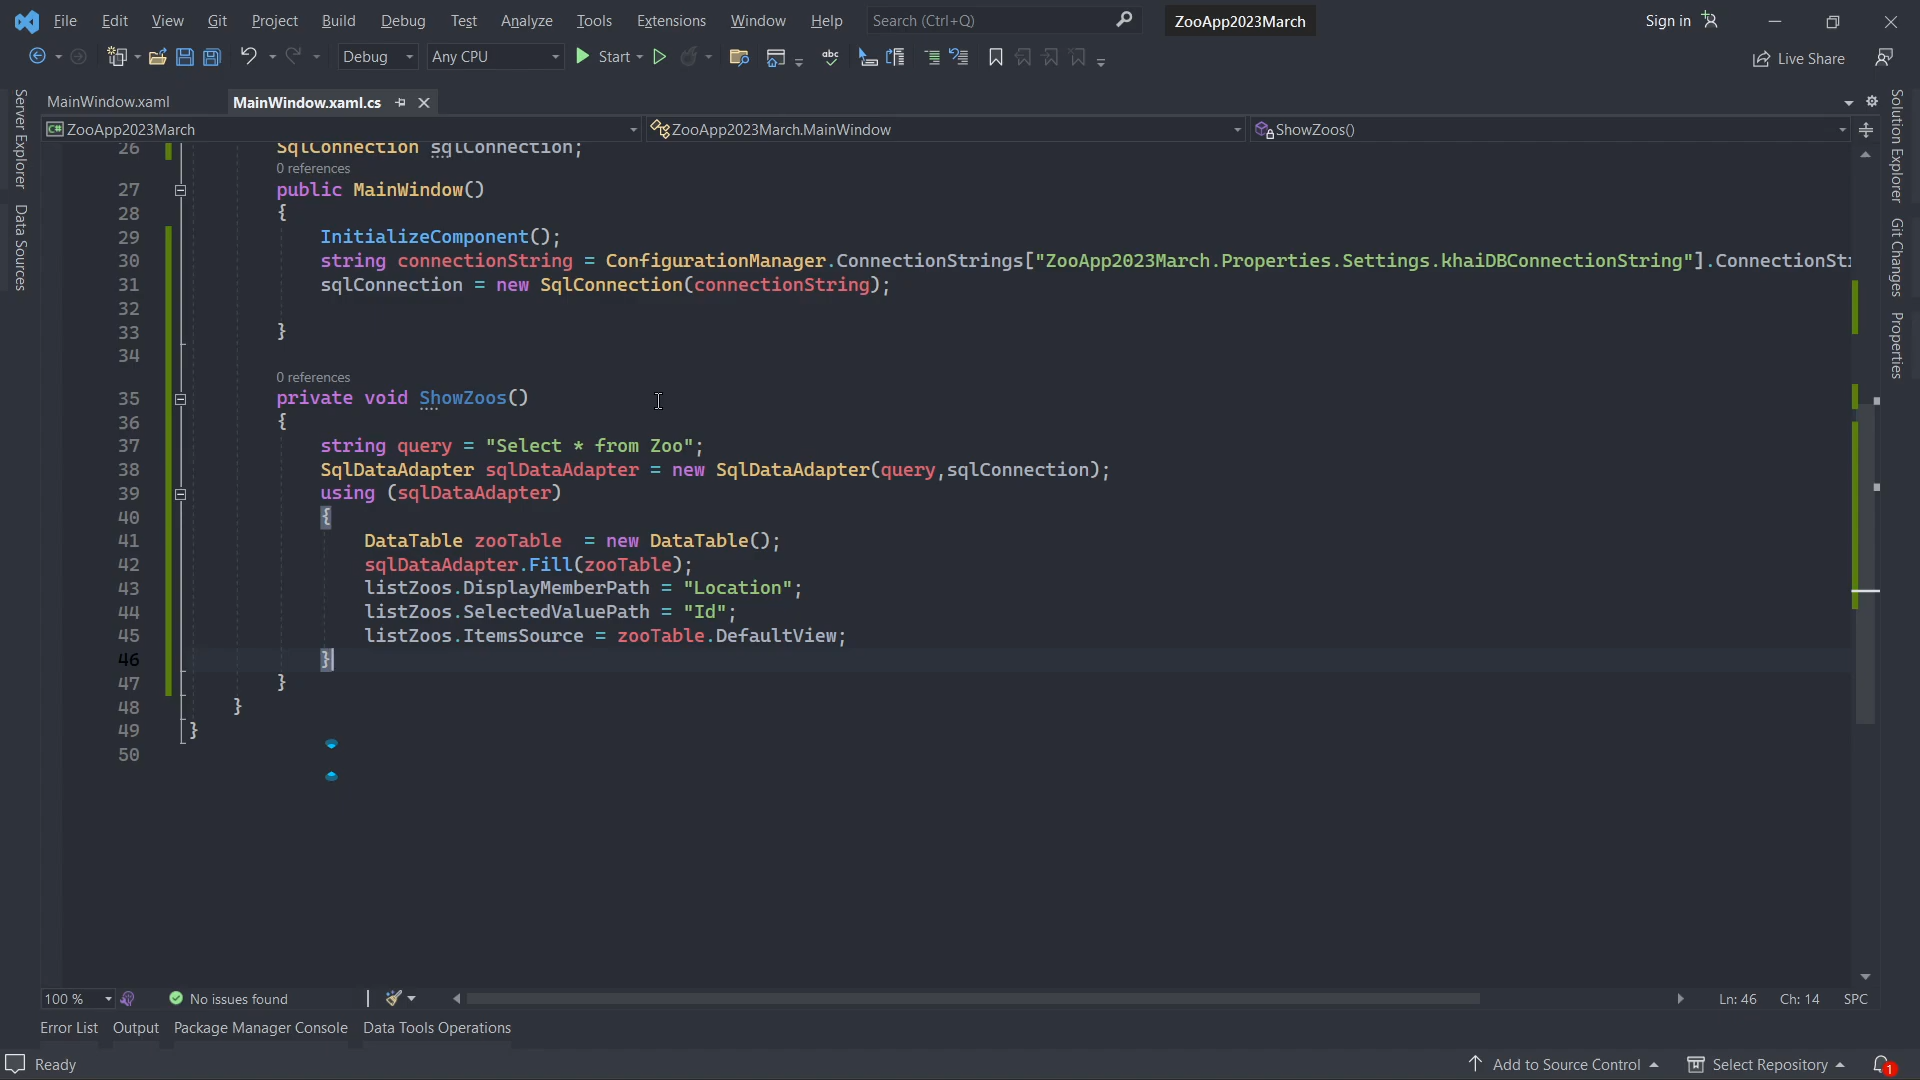 File Edit View Git Project Build Debug Test Analyze Tools Extensions Window Help Search (Ctrl+Q) ZooApp2023March Sign in
Debug Any CPU Start Live Share
MainWindow.xaml MainWindow.xaml.cs
ZooApp2023March ZooApp2023March.MainWindow ShowZoos()
Server Explorer
Data Sources
Solution Explorer
Git Changes
Properties
26 SqlConnection sqlConnection;
0 references
27 public MainWindow()
28 {
29 InitializeComponent();
30 string connectionString = ConfigurationManager.ConnectionStrings["ZooApp2023March.Properties.Settings.khaiDBConnectionString"].ConnectionStr
31 sqlConnection = new SqlConnection(connectionString);
32
33 }
34
0 references
35 private void ShowZoos()
36 {
37 string query = "Select * from Zoo";
38 SqlDataAdapter sqlDataAdapter = new SqlDataAdapter(query,sqlConnection);
39 using (sqlDataAdapter)
40 {
41 DataTable zooTable  = new DataTable();
42 sqlDataAdapter.Fill(zooTable);
43 listZoos.DisplayMemberPath = "Location";
44 listZoos.SelectedValuePath = "Id";
45 listZoos.ItemsSource = zooTable.DefaultView;
46 }
47 }
48 }
49 }
50
100 % No issues found Ln: 46 Ch: 14 SPC
Error List Output Package Manager Console Data Tools Operations
Ready Add to Source Control Select Repository 1